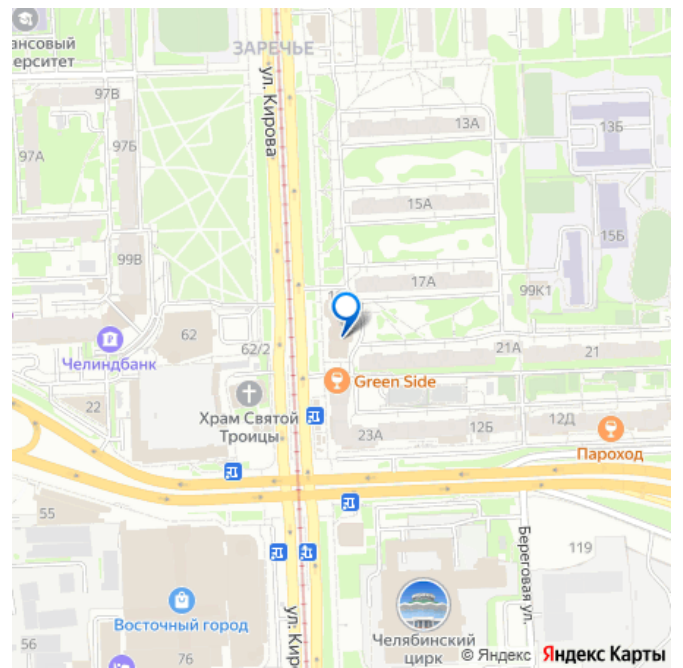 ансовый
ерситет
ЗАРЕЧЬЕ
ул. Кирова
97В
97Б
97А
13А
13Б
15А
15Б
99В
17А
99К1
62
62/2
Челиндбанк
21А
21
Green Side
Храм Святой
Троицы
22
23А
12Б
12Д
Пароход
55
119
Береговая ул.
Восточный город
ул. Кир
56
76
Челябинский
цирк
© Яндекс Яндекс Карты